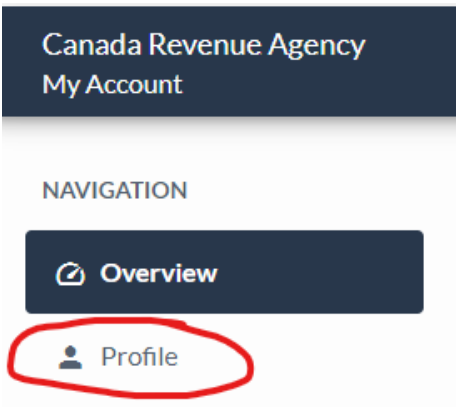 Canada Revenue Agency
My Account
NAVIGATION
Overview
Profile